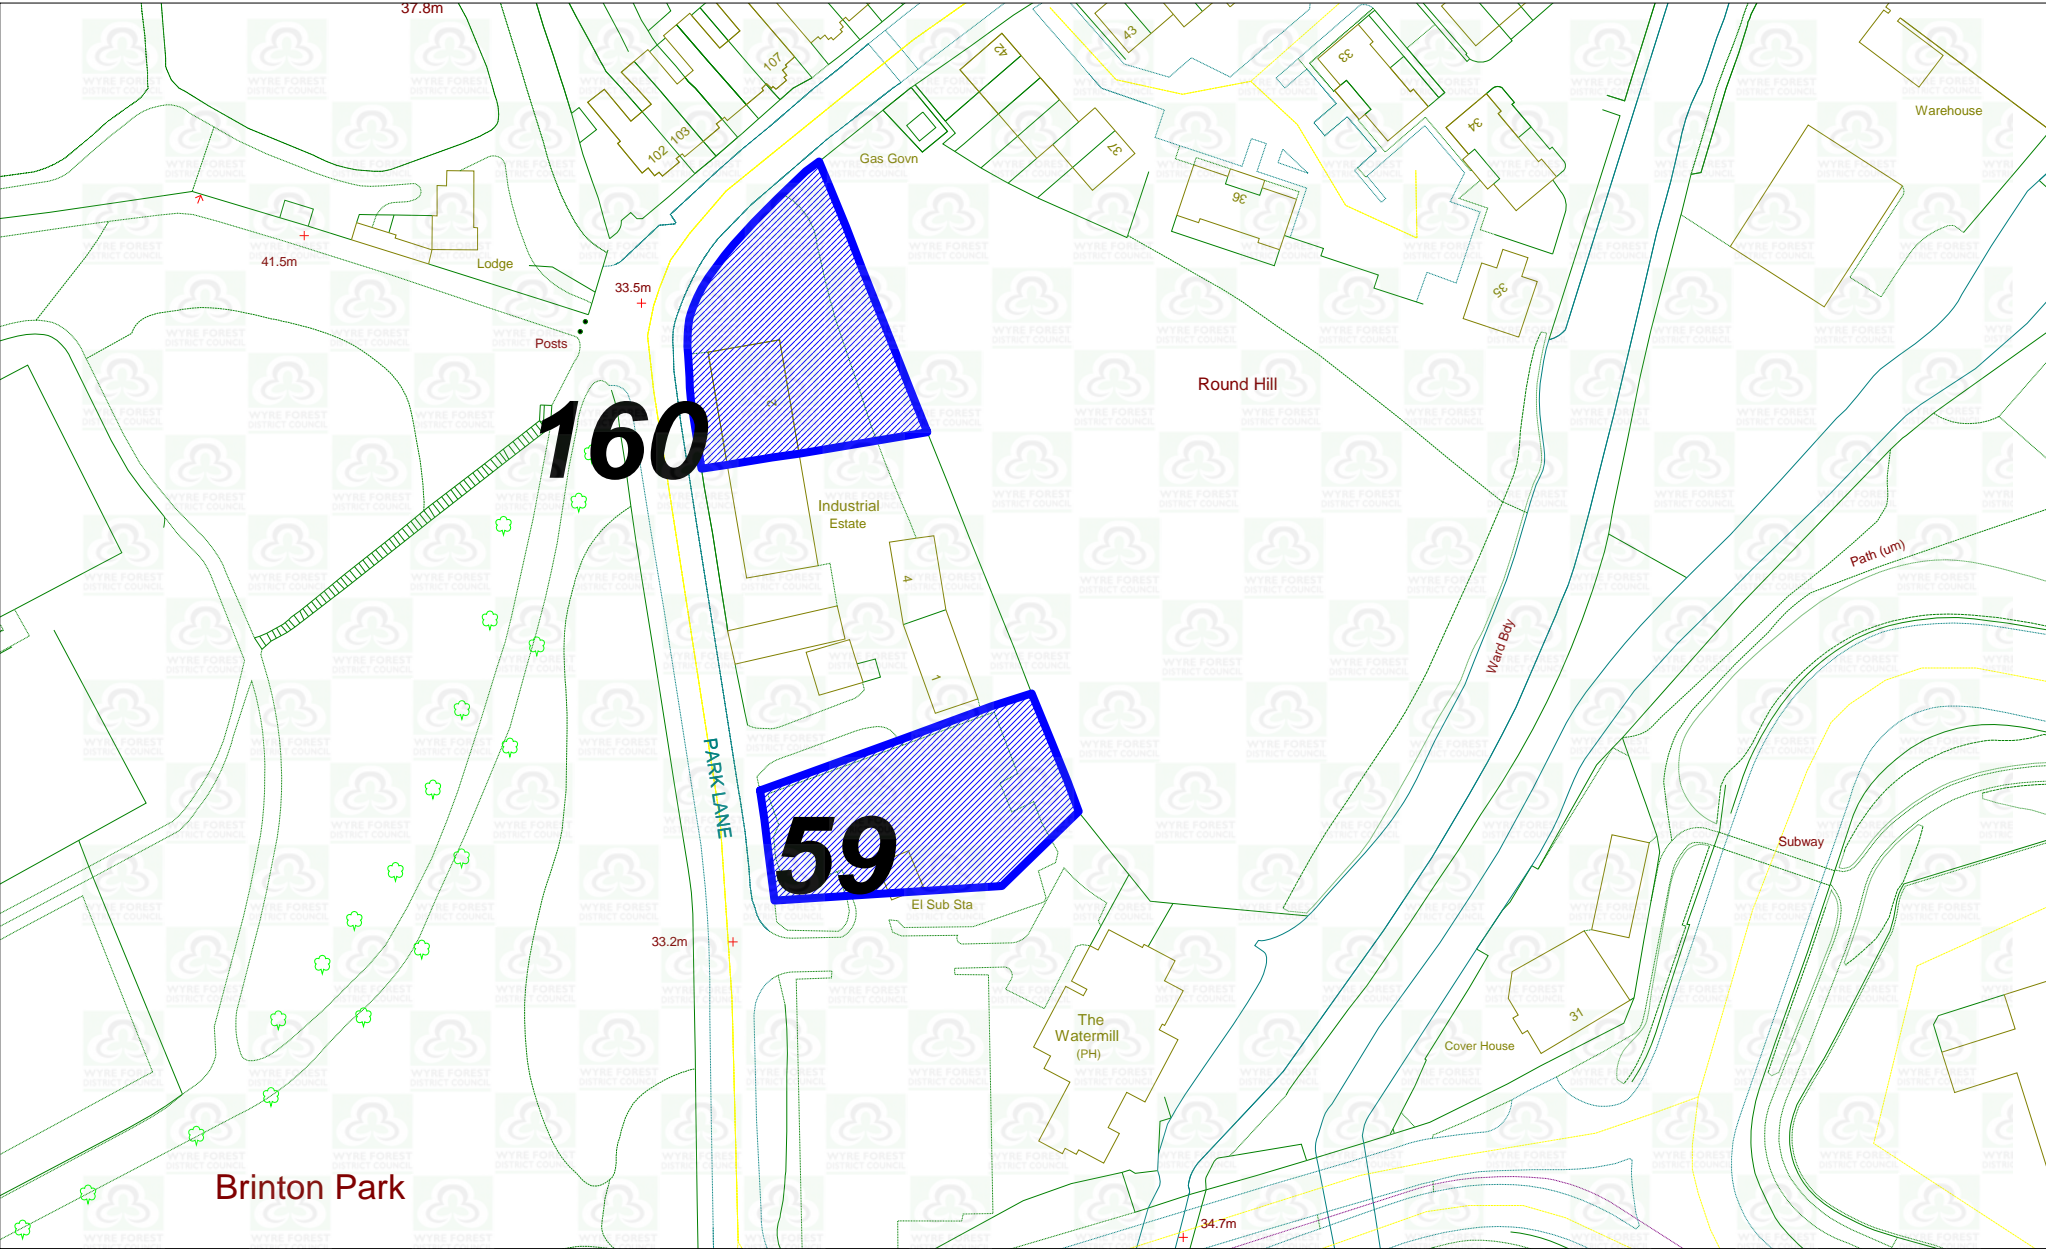 37.8m
107
102
103
43
42
37
33
34
36
35
Warehouse
Gas Govn
Lodge
41.5m
33.5m
Posts
Round Hill
2
160
Industrial
Estate
4
1
Path (um)
Ward Bdy
PARK LANE
59
El Sub Sta
33.2m
Subway
The
Watermill
(PH)
31
Cover House
Brinton Park
34.7m
WYRE FOREST
DISTRICT COUNCIL